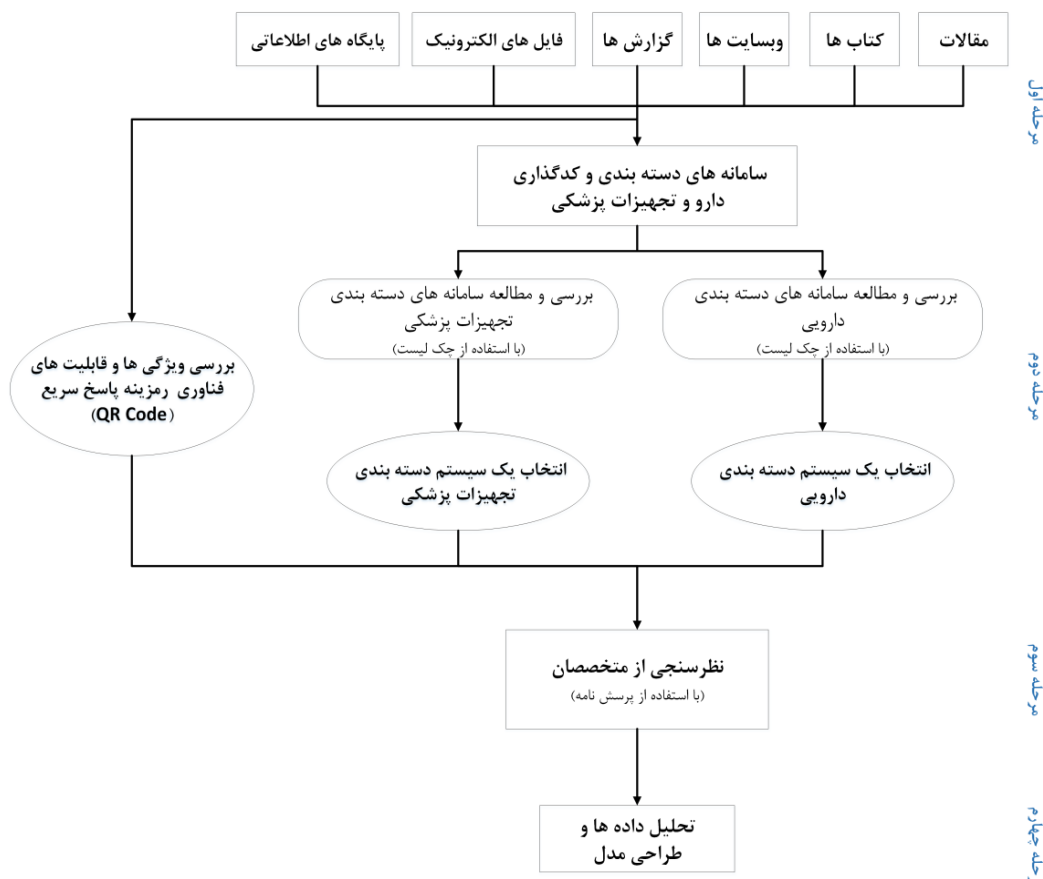 مقالات
کتاب ها
وبسایت ها
گزارش ها
فایل های الکترونیک
پایگاه های اطلاعاتی
مرحله اول
سامانه های دسته بندی و کدگذاری
دارو و تجهیزات پزشکی
بررسی و مطالعه سامانه های دسته بندی
دارویی
(با استفاده از چک لیست)
بررسی و مطالعه سامانه های دسته بندی
تجهیزات پزشکی
(با استفاده از چک لیست)
بررسی ویژگی ها و قابلیت های
فناوری رمزینه پاسخ سریع
(QR Code)
مرحله دوم
انتخاب یک سیستم دسته بندی
دارویی
انتخاب یک سیستم دسته بندی
تجهیزات پزشکی
نظرسنجی از متخصصان
(با استفاده از پرسش نامه)
مرحله سوم
تحلیل داده ها و
طراحی مدل
رحله چهارم